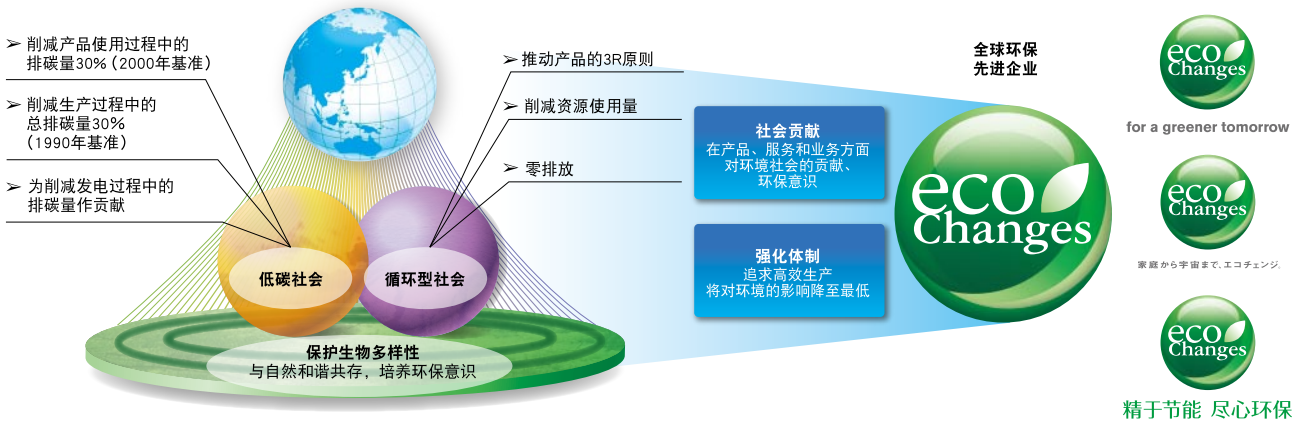 ➢ 削减产品使用过程中的
排碳量30%（2000年基准）
➢ 削减生产过程中的
总排碳量30%
（1990年基准）
➢ 为削减发电过程中的
排碳量作贡献
➢ 推动产品的3R原则
➢ 削减资源使用量
➢ 零排放
低碳社会
循环型社会
保护生物多样性
与自然和谐共存，培养环保意识
社会贡献
在产品、服务和业务方面
对环境社会的贡献、
环保意识
强化体制
追求高效生产
将对环境的影响降至最低
全球环保
先进企业
eco
Changes
eco
Changes
for a greener tomorrow
eco
Changes
家庭から宇宙まで、エコチェンジ。
eco
Changes
精于节能 尽心环保